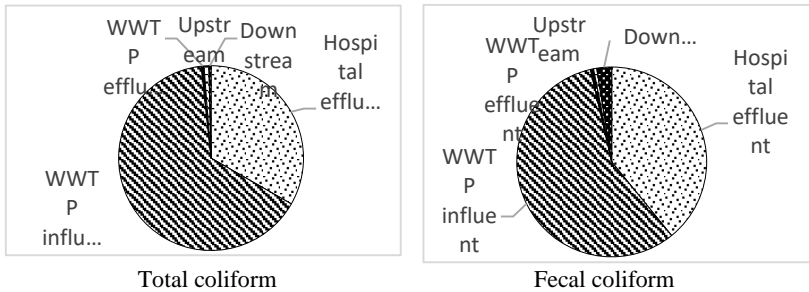 WWT
P
efflu...
Upstr
eam
Down
strea
m
Hospi
tal
efflu...
WWT
P
influ...
Total coliform
WWT
P
efflue
nt
Upstr
eam
Down...
Hospi
tal
efflue
nt
WWT
P
influe
nt
Fecal coliform